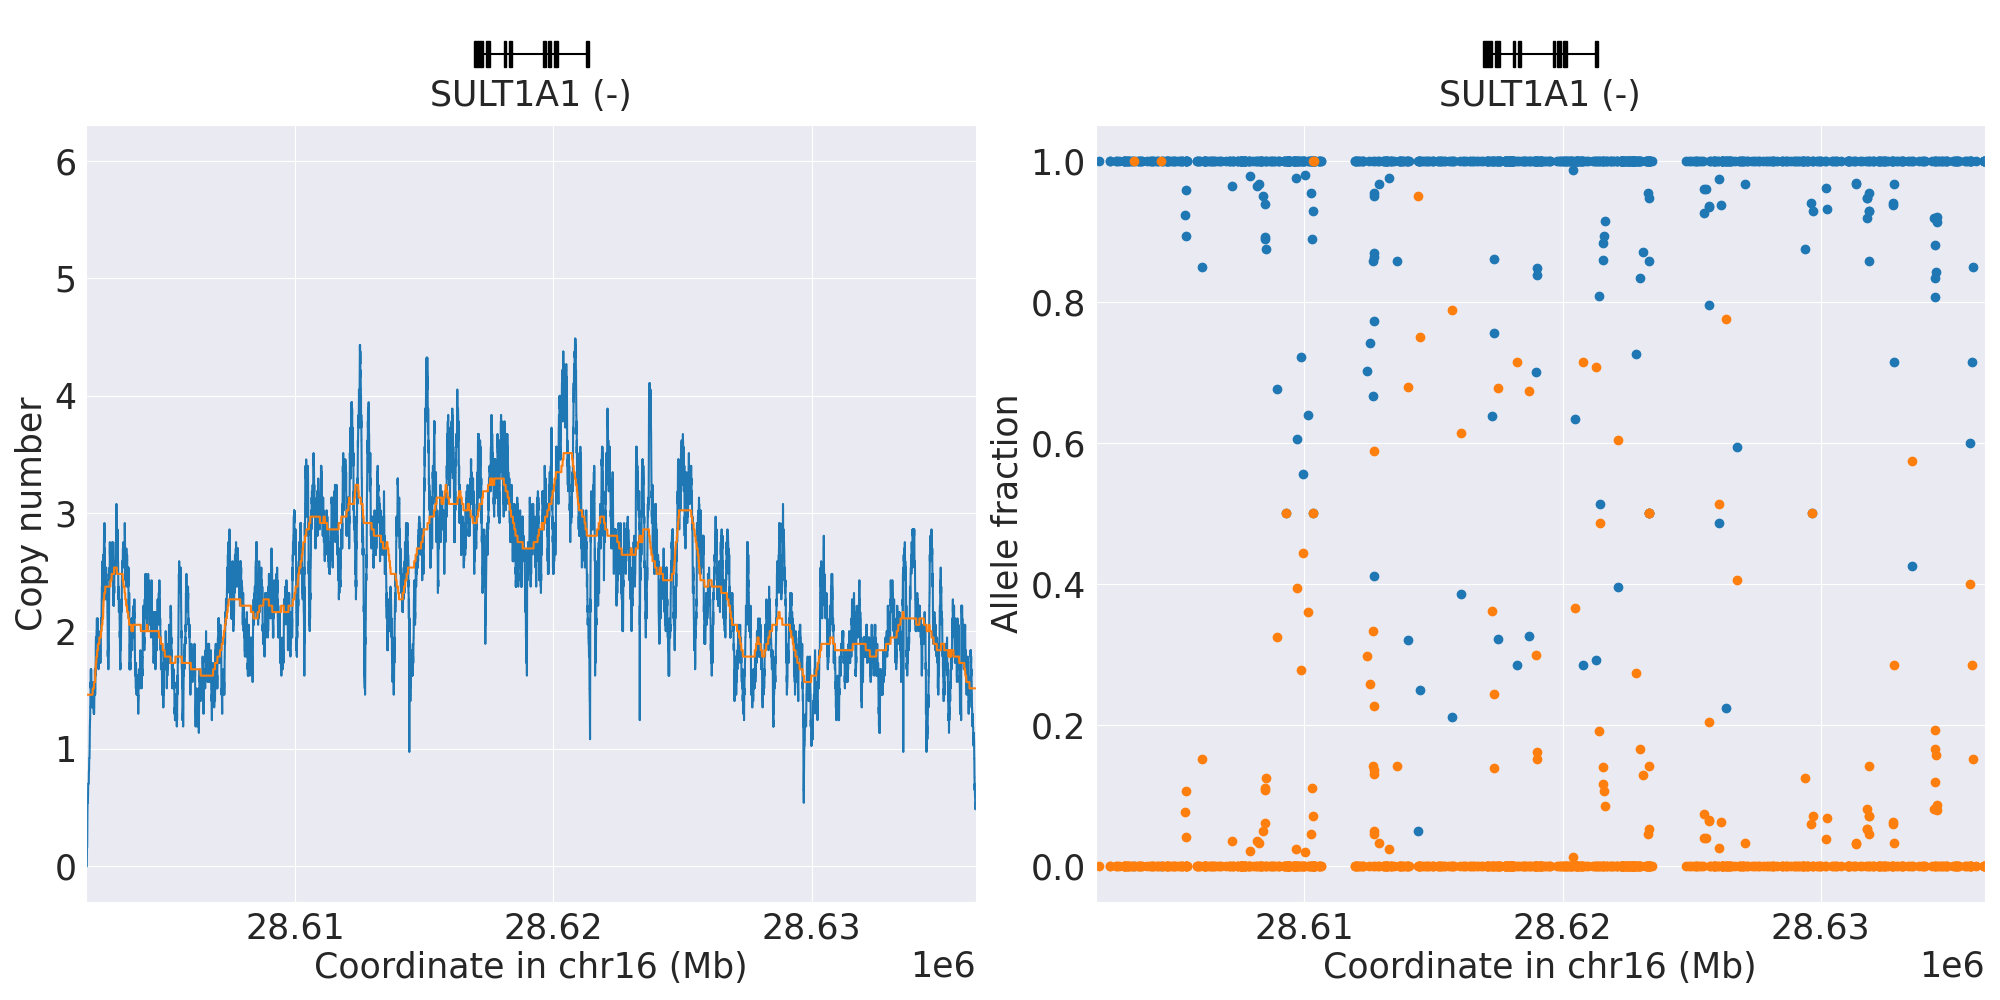 SULT1A1 (-)
6
5
4
3
2
1
0
Copy number
28.61
28.62
28.63
Coordinate in chr16 (Mb)
1e6
SULT1A1 (-)
1.0
0.8
0.6
0.4
0.2
0.0
Allele fraction
28.61
28.62
28.63
Coordinate in chr16 (Mb)
1e6